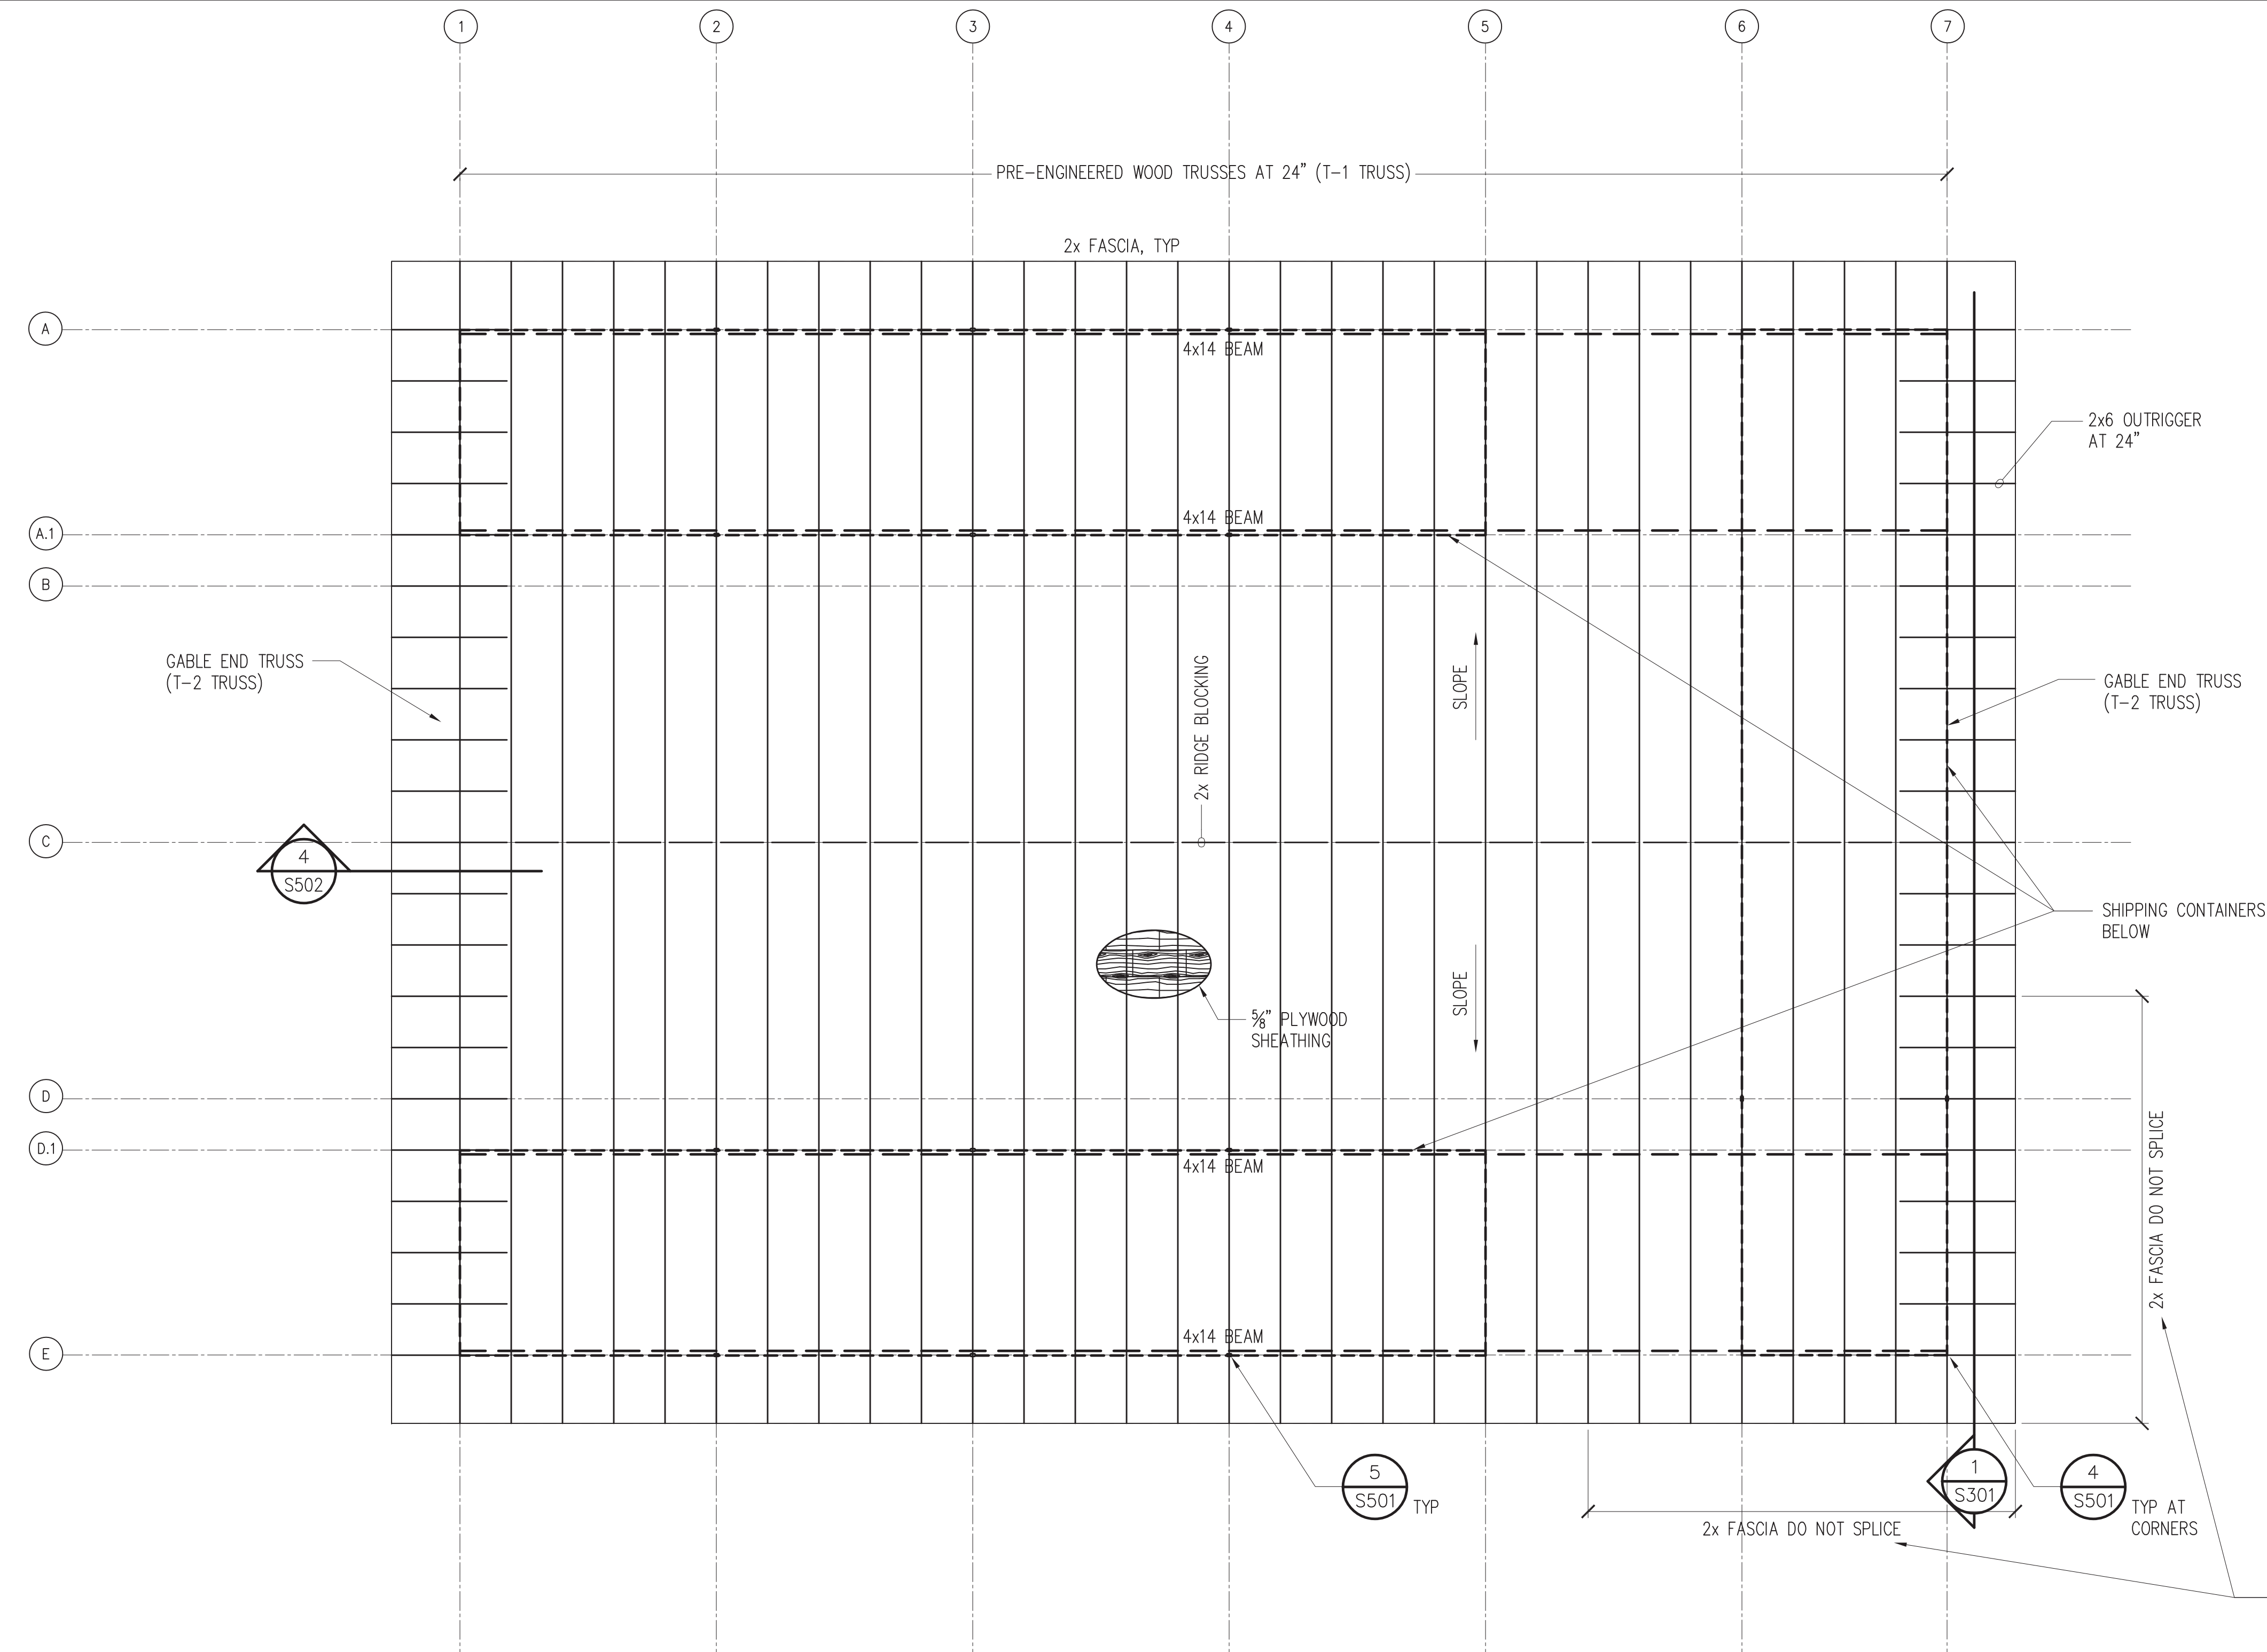 1 2 3 4 5 6 7
PRE-ENGINEERED WOOD TRUSSES AT 24" (T-1 TRUSS)
2x FASCIA, TYP
A
4x14 BEAM
2x6 OUTRIGGER
AT 24"
4x14 BEAM
A.1
B
GABLE END TRUSS
(T-2 TRUSS)
2x RIDGE BLOCKING
SLOPE
GABLE END TRUSS
(T-2 TRUSS)
C
4
S502
SHIPPING CONTAINERS
BELOW
SLOPE
⅝" PLYWOOD
SHEATHING
D
D.1
4x14 BEAM
2x FASCIA DO NOT SPLICE
4x14 BEAM
E
5
S501
TYP
1
S301
4
S501
TYP AT
CORNERS
2x FASCIA DO NOT SPLICE